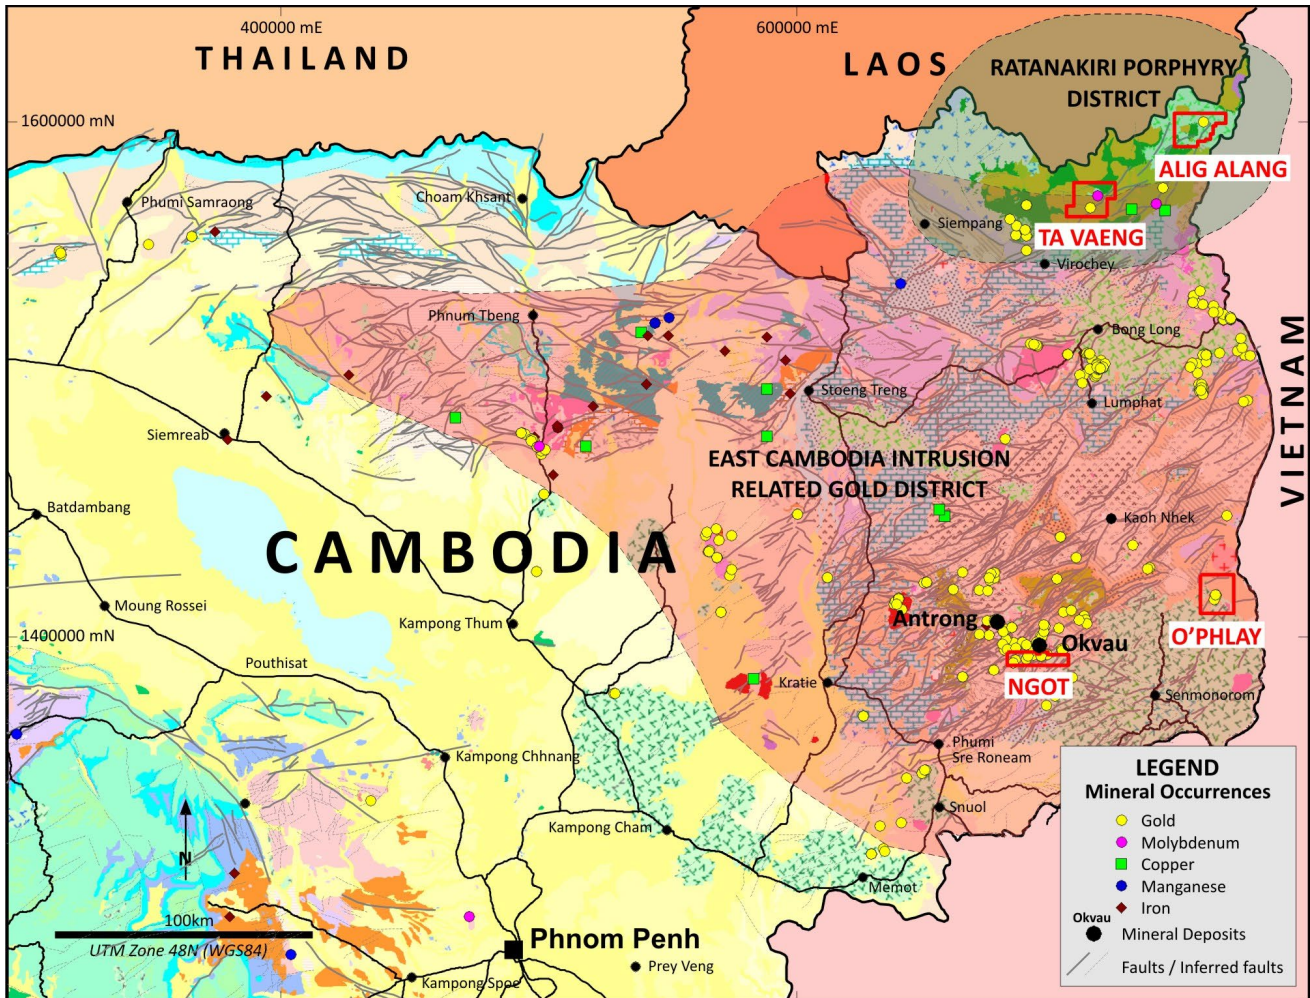 400000 mE
600000 mE
THAILAND
LAOS
RATANAKIRI PORPHYRY
DISTRICT
1600000 mN
ALIG ALANG
Phumi Samraong
Choam Khsant
Siempang
TA VAENG
Virochey
Phnum Tbeng
Bong Long
VIETNAM
Stoeng Treng
Lumphat
Siemreab
EAST CAMBODIA INTRUSION
RELATED GOLD DISTRICT
Batdambang
Kaoh Nhek
CAMBODIA
Moung Rossei
Kampong Thum
Antrong
1400000 mN
Okvau
O'PHLAY
Pouthisat
Kratie
NGOT
Senmonorom
Kampong Chhnang
Phumi
Sre Roneam
Snuol
Kampong Cham
Memot
N
100km
UTM Zone 48N (WGS84)
Phnom Penh
Prey Veng
Kampong Spoe
LEGEND
Mineral Occurrences
Gold
Molybdenum
Copper
Manganese
Iron
Okvau
Mineral Deposits
Faults / Inferred faults